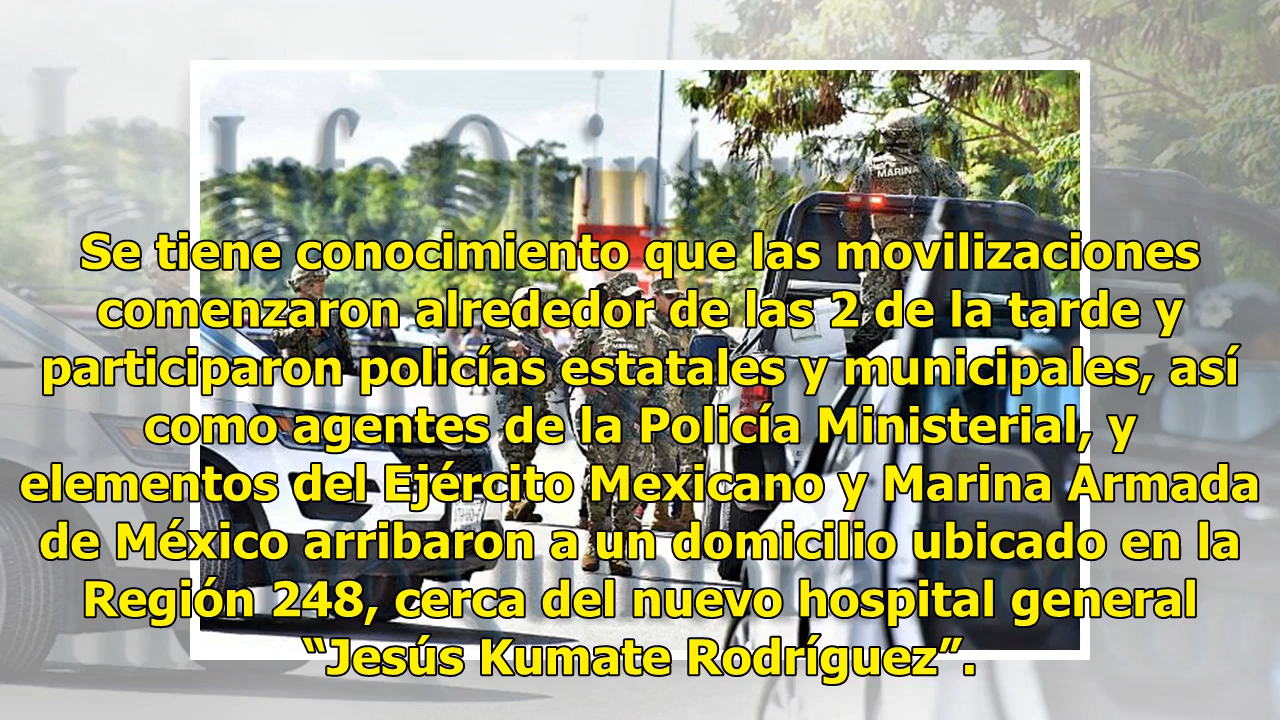 MARINA
MARINA
Se tiene conocimiento que las movilizaciones
comenzaron alrededor de las 2 de la tarde y
participaron policías estatales y municipales, así
como agentes de la Policía Ministerial, y
elementos del Ejército Mexicano y Marina Armada
de México arribaron a un domicilio ubicado en la
Región 248, cerca del nuevo hospital general
“Jesús Kumate Rodríguez”.